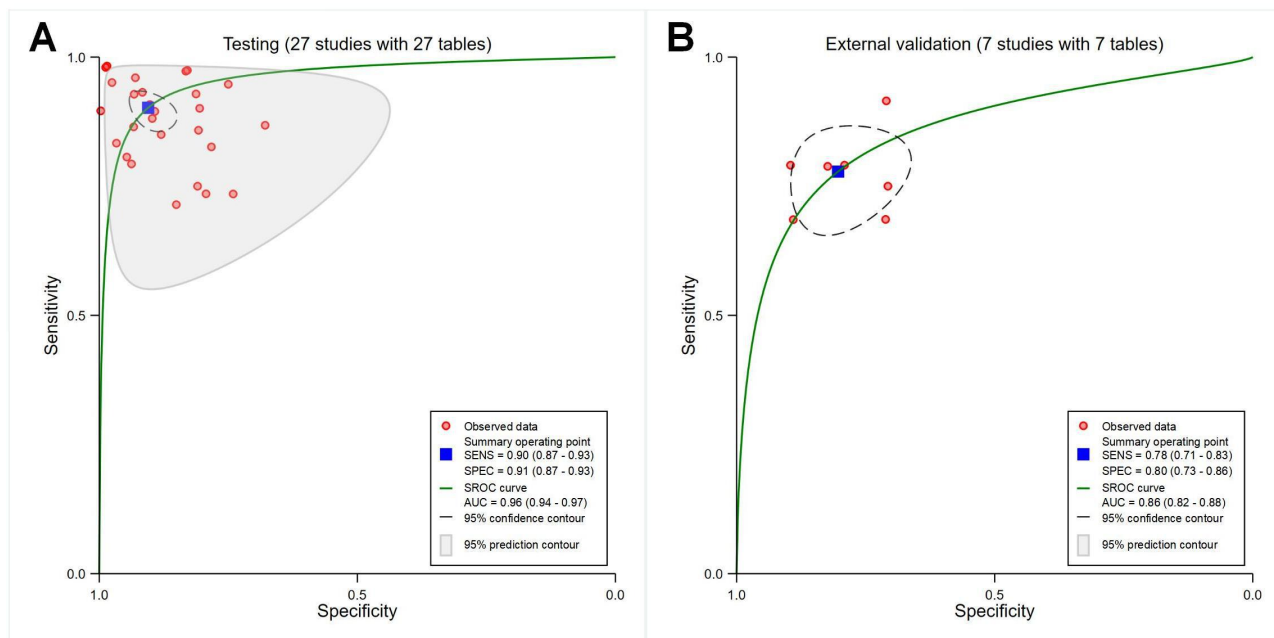 A
Testing (27 studies with 27 tables)
1.0
0.5
0.0
Sensitivity
1.0
0.5
0.0
Specificity
Observed data
Summary operating point
SENS = 0.90 (0.87 - 0.93)
SPEC = 0.91 (0.87 - 0.93)
SROC curve
AUC = 0.96 (0.94 - 0.97)
95% confidence contour
95% prediction contour
B
External validation (7 studies with 7 tables)
1.0
0.5
0.0
Sensitivity
1.0
0.5
0.0
Specificity
Observed data
Summary operating point
SENS = 0.78 (0.71 - 0.83)
SPEC = 0.80 (0.73 - 0.86)
SROC curve
AUC = 0.86 (0.82 - 0.88)
95% confidence contour
95% prediction contour